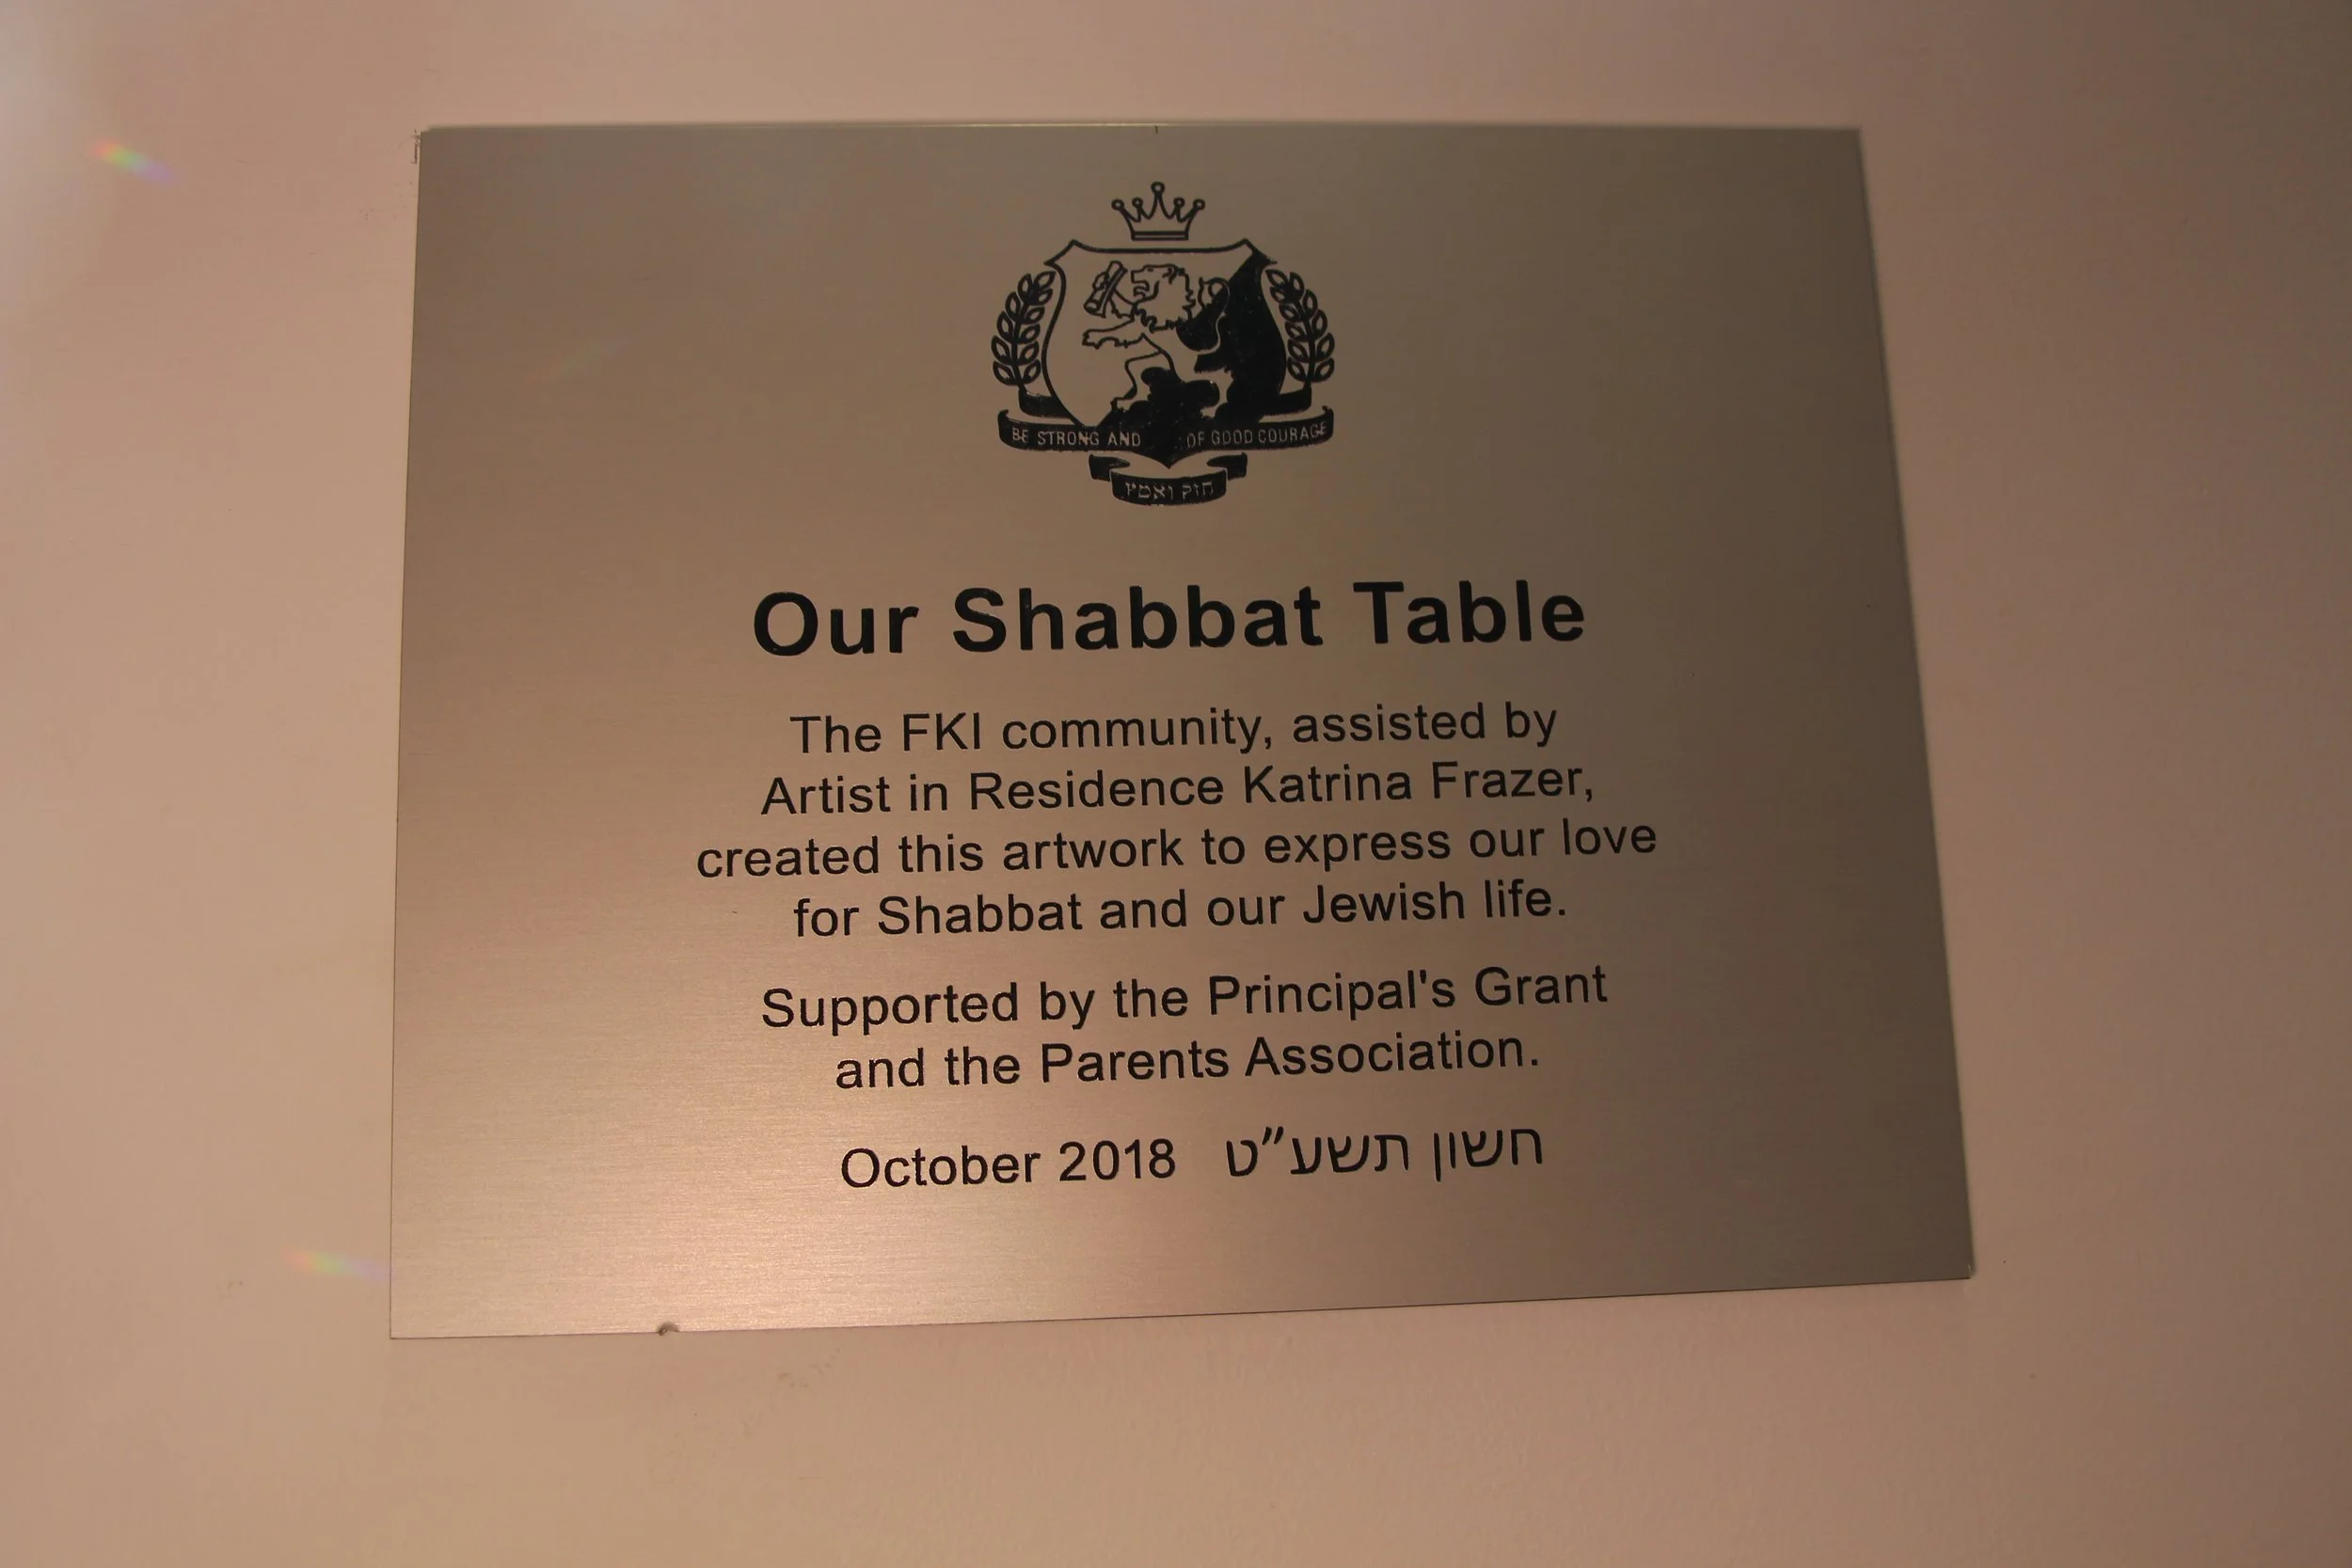 BE STRONG AND OF GOOD COURAGE
חזק ואמץ
Our Shabbat Table
The FKI community, assisted by
Artist in Residence Katrina Frazer,
created this artwork to express our love
for Shabbat and our Jewish life.
Supported by the Principal's Grant
and the Parents Association.
October 2018 חשון תשע״ט